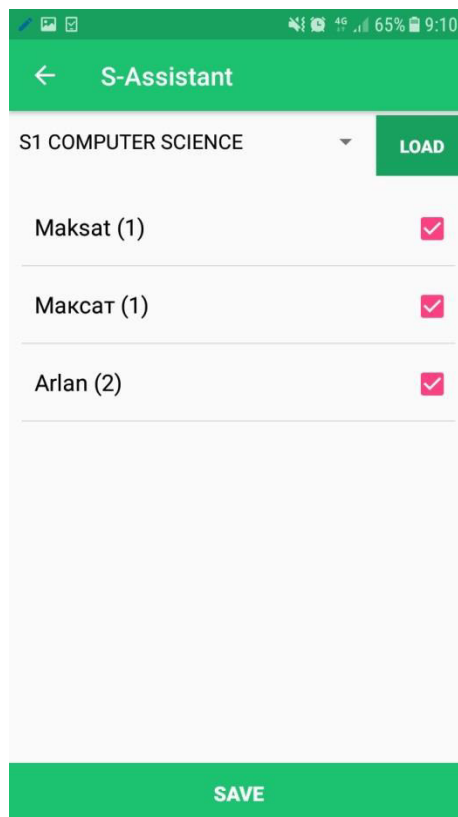 4G 65% 9:10
S-Assistant
S1 COMPUTER SCIENCE LOAD
Maksat (1)
Максат (1)
Arlan (2)
SAVE